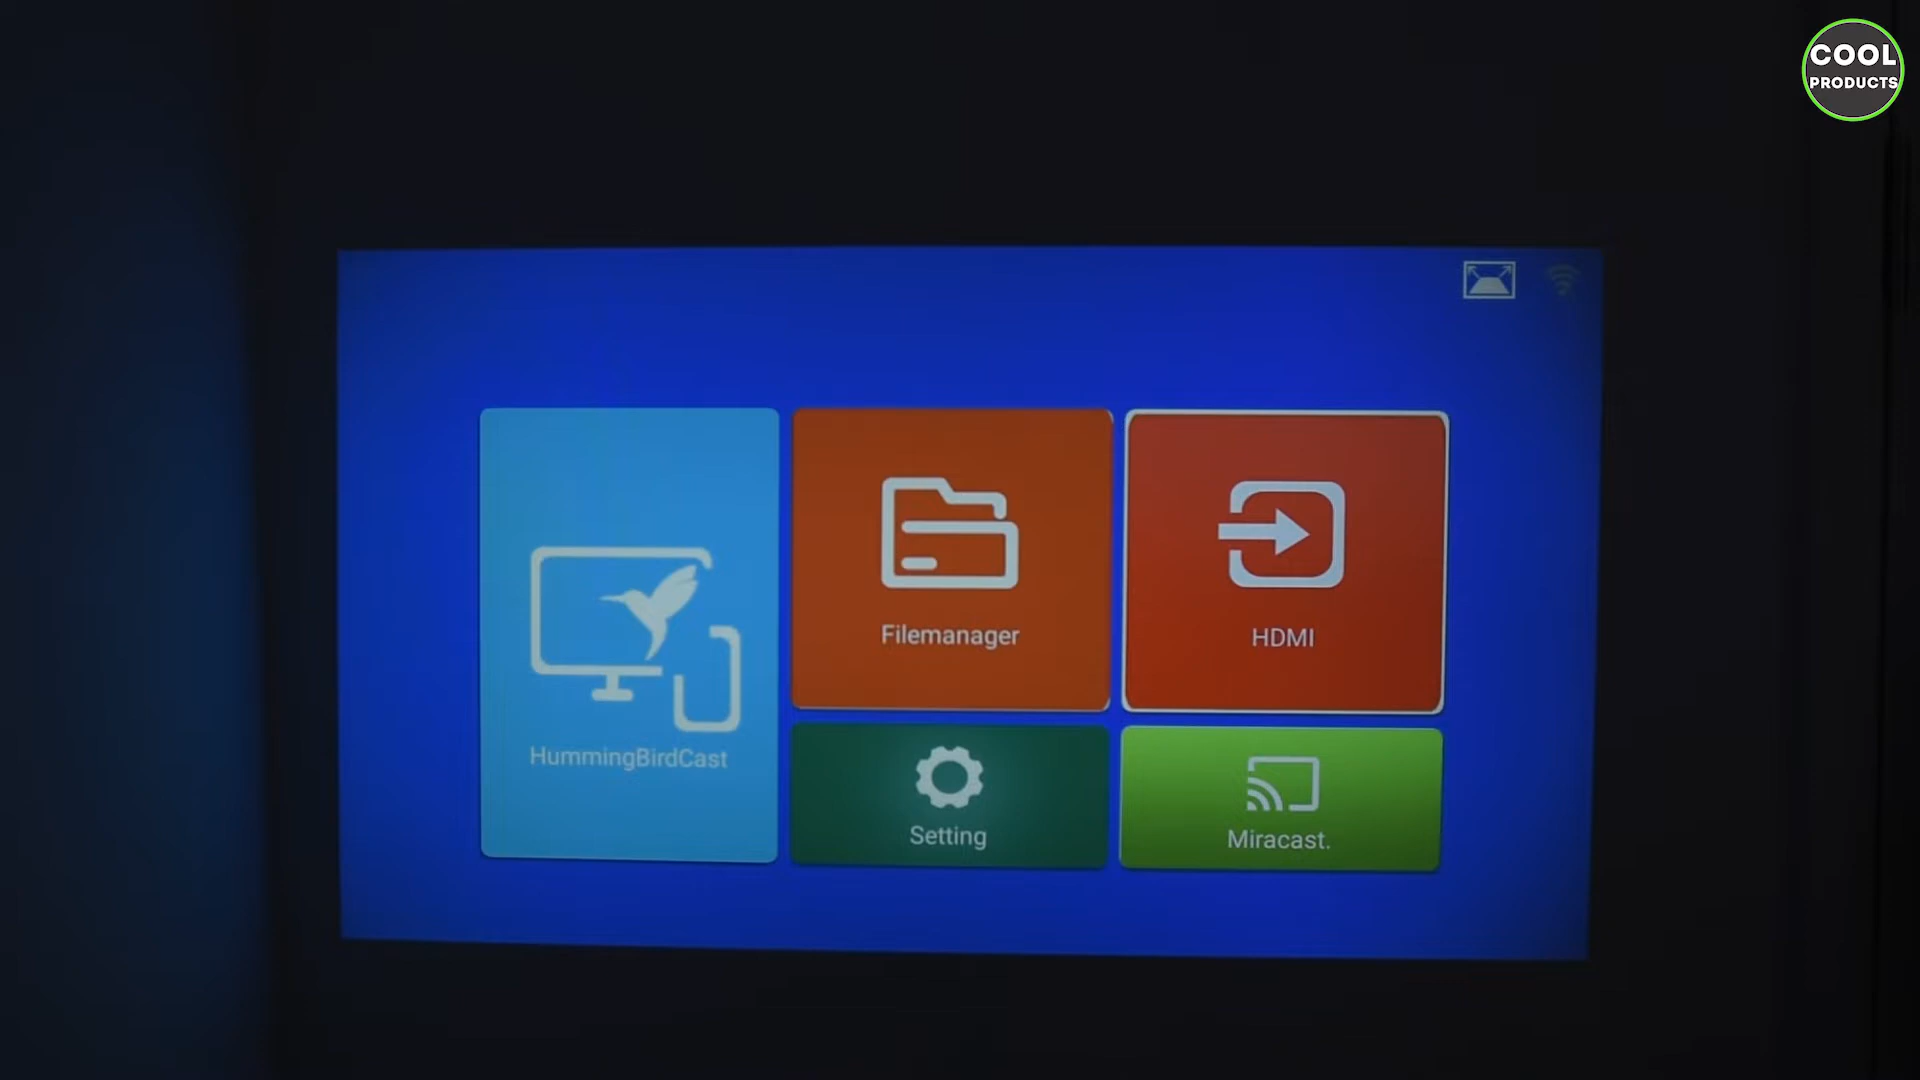 COOL
PRODUCTS
Filemanager
HDMI
HummingBirdCast
Setting
Miracast.